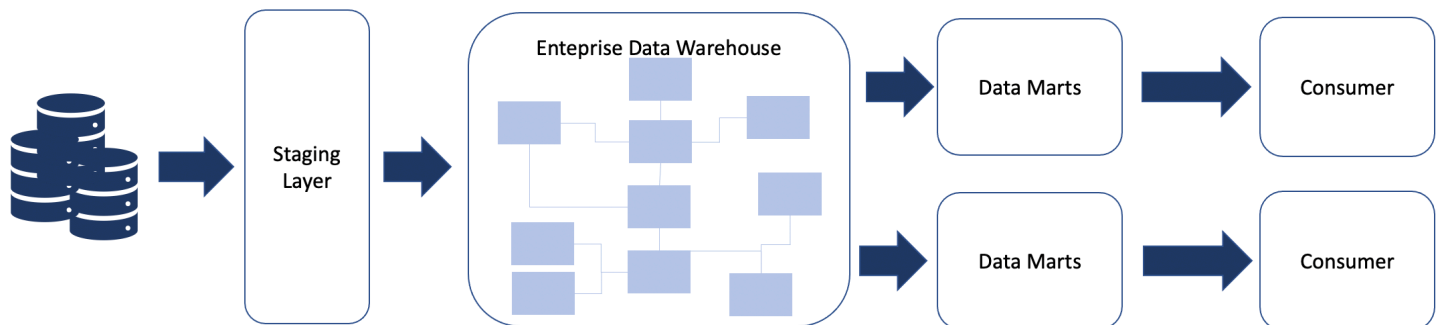 Staging
Layer
Enteprise Data Warehouse
Data Marts
Consumer
Data Marts
Consumer